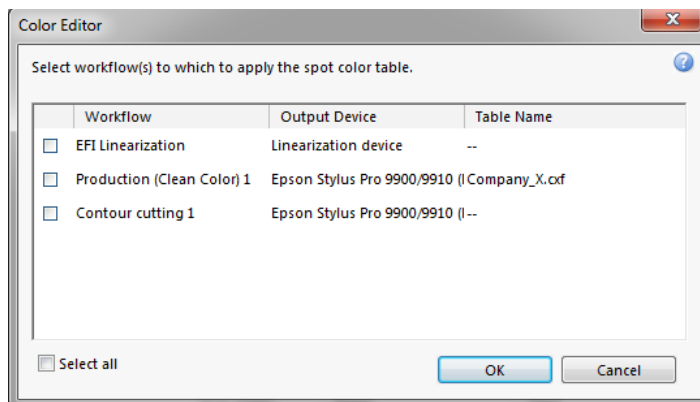 Color Editor
Select workflow(s) to which to apply the spot color table.
Workflow Output Device Table Name
EFI Linearization Linearization device --
Production (Clean Color) 1 Epson Stylus Pro 9900/9910 (I Company_X.cxf
Contour cutting 1 Epson Stylus Pro 9900/9910 (I --
Select all
OK Cancel